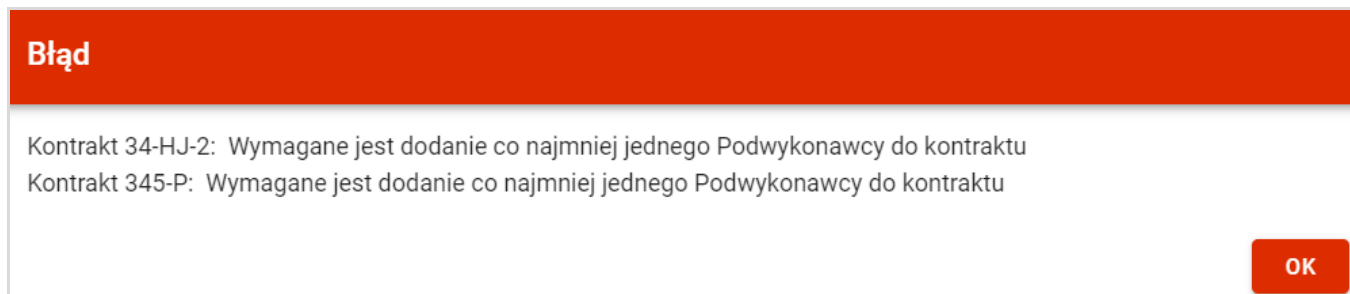 Błąd
Kontrakt 34-HJ-2:  Wymagane jest dodanie co najmniej jednego Podwykonawcy do kontraktu
Kontrakt 345-P:  Wymagane jest dodanie co najmniej jednego Podwykonawcy do kontraktu
OK